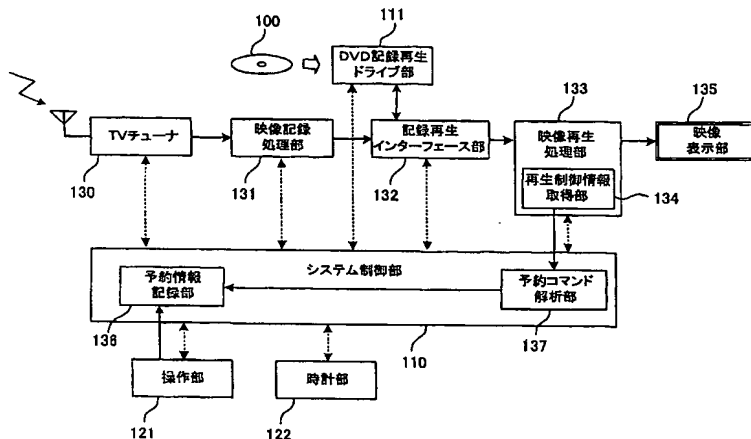 100
111
DVD記録再生
ドライブ部
TVチューナ
130
映像記録
処理部
131
記録再生
インターフェース部
132
133
映像再生
処理部
再生制御情報
取得部
134
135
映像
表示部
システム制御部
予約情報
記録部
136
予約コマンド
解析部
137
110
操作部
121
時計部
122